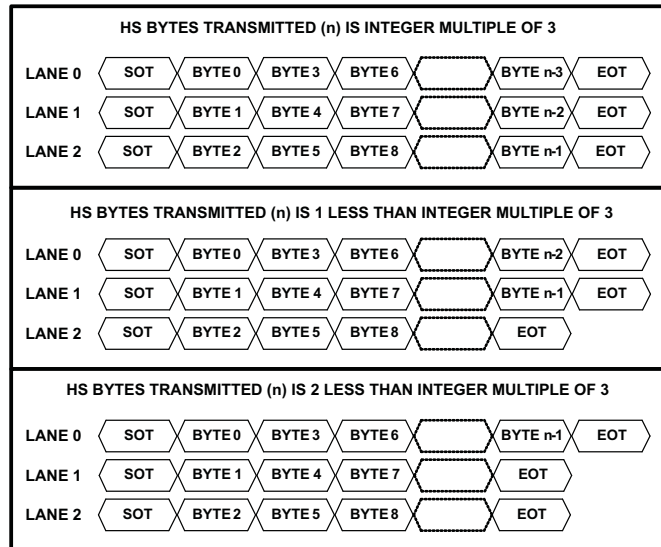 HS BYTES TRANSMITTED (n) IS INTEGER MULTIPLE OF 3
LANE 0 SOT BYTE 0 BYTE 3 BYTE 6 BYTE n-3 EOT
LANE 1 SOT BYTE 1 BYTE 4 BYTE 7 BYTE n-2 EOT
LANE 2 SOT BYTE 2 BYTE 5 BYTE 8 BYTE n-1 EOT
HS BYTES TRANSMITTED (n) IS 1 LESS THAN INTEGER MULTIPLE OF 3
LANE 0 SOT BYTE 0 BYTE 3 BYTE 6 BYTE n-2 EOT
LANE 1 SOT BYTE 1 BYTE 4 BYTE 7 BYTE n-1 EOT
LANE 2 SOT BYTE 2 BYTE 5 BYTE 8 EOT
HS BYTES TRANSMITTED (n) IS 2 LESS THAN INTEGER MULTIPLE OF 3
LANE 0 SOT BYTE 0 BYTE 3 BYTE 6 BYTE n-1 EOT
LANE 1 SOT BYTE 1 BYTE 4 BYTE 7 EOT
LANE 2 SOT BYTE 2 BYTE 5 BYTE 8 EOT